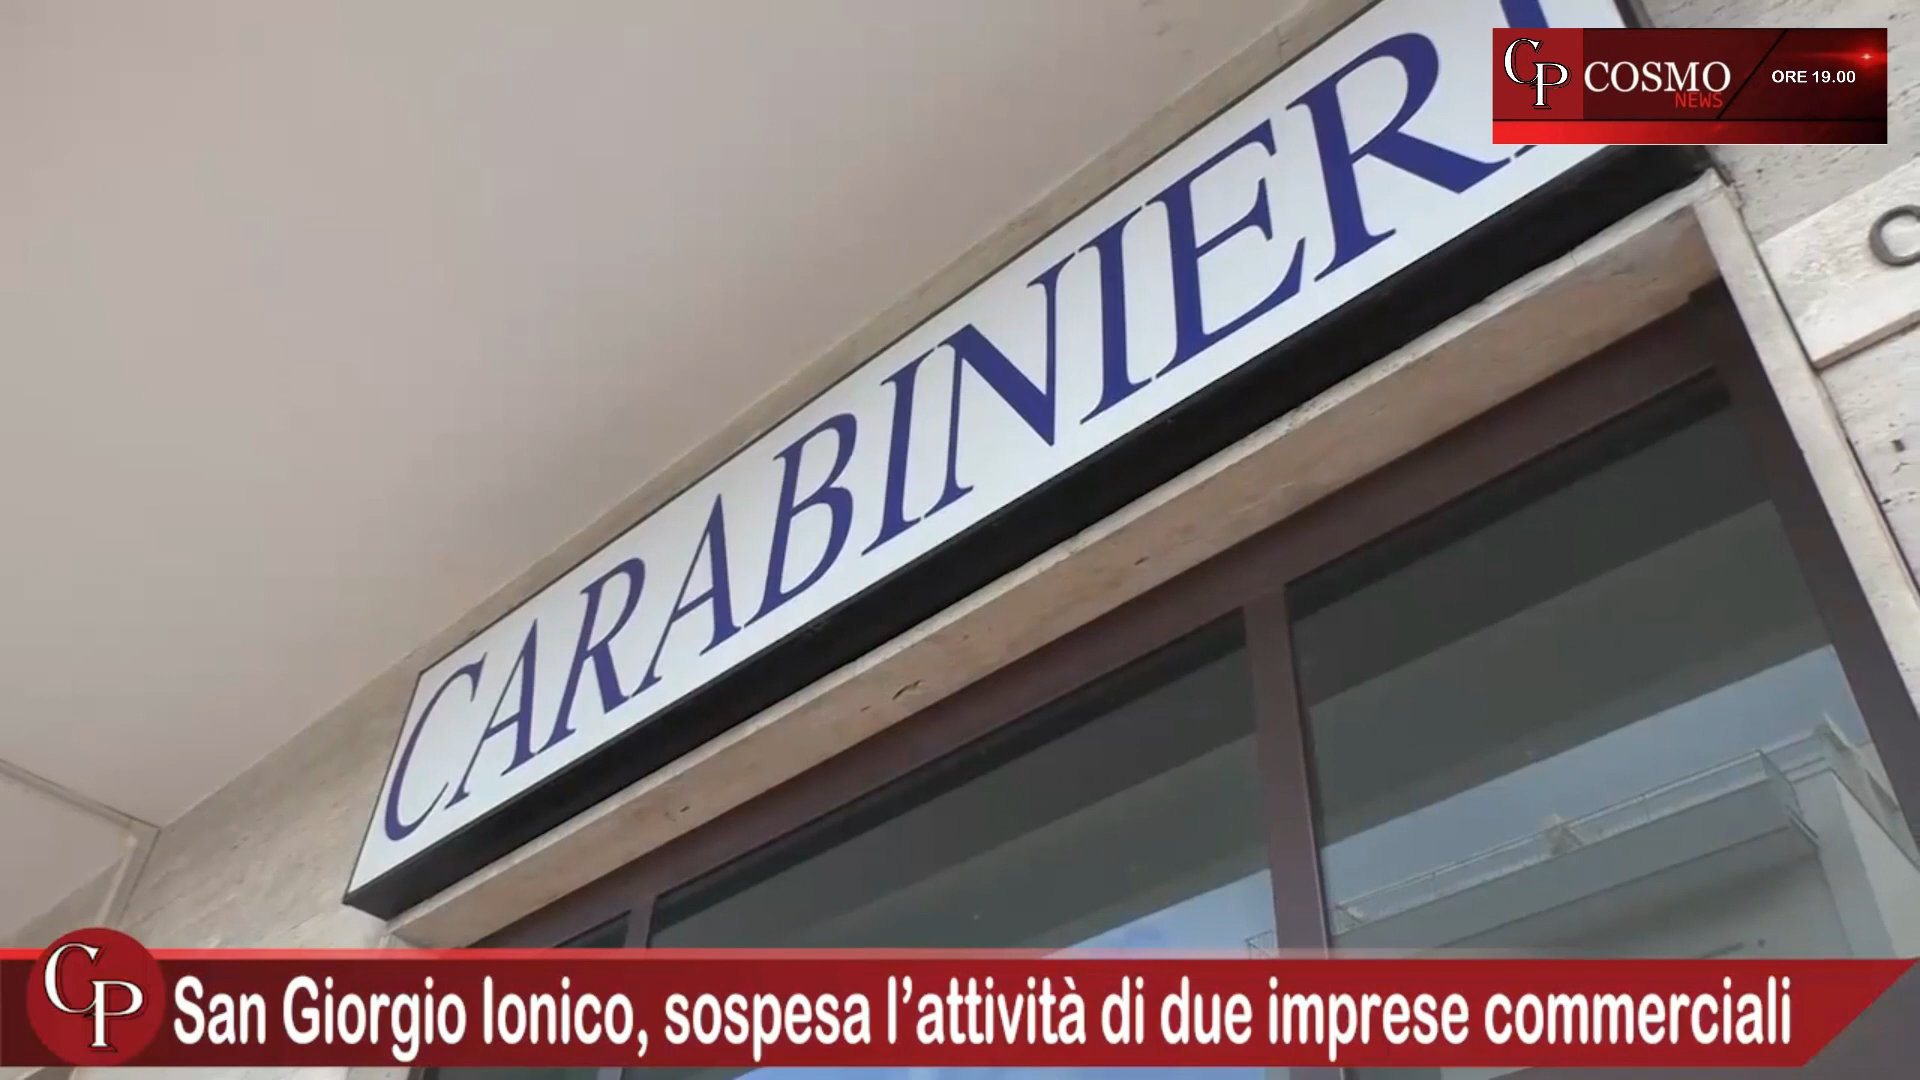 CP COSMO NEWS ORE 19.00
CARABINIERI
C
CP San Giorgio Ionico, sospesa l’attività di due imprese commerciali